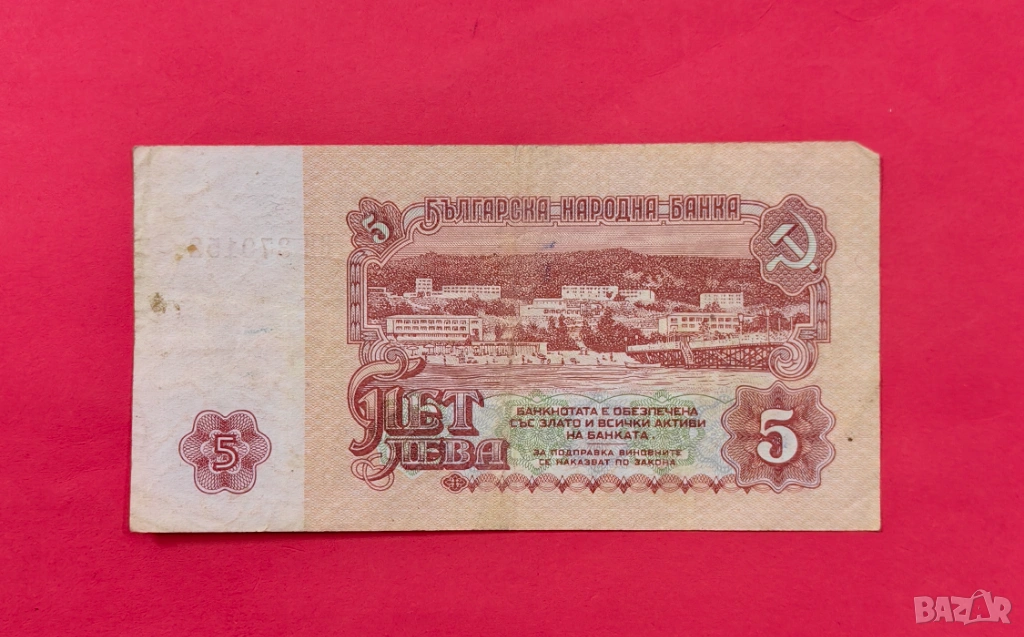 5 БЪЛГАРСКА НАРОДНА БАНКА
ПЕТ
ЛЕВА
БАНКНОТАТА Е ОБЕЗПЕЧЕНА
СЪС ЗЛАТО И ВСИЧКИ АКТИВИ
НА БАНКАТА.
ЗА ПОДПРАВКА ВИНОВНИТЕ
СЕ НАКАЗВАТ ПО ЗАКОНА
5
5
BAZAR